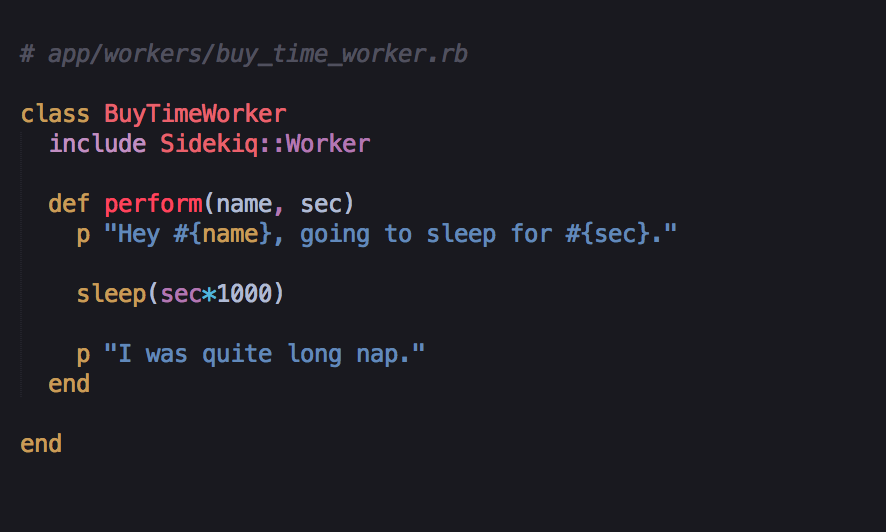 # app/workers/buy_time_worker.rb
class BuyTimeWorker
  include Sidekiq::Worker
  def perform(name, sec)
    p "Hey #{name}, going to sleep for #{sec}."
    sleep(sec*1000)
    p "I was quite long nap."
  end
end